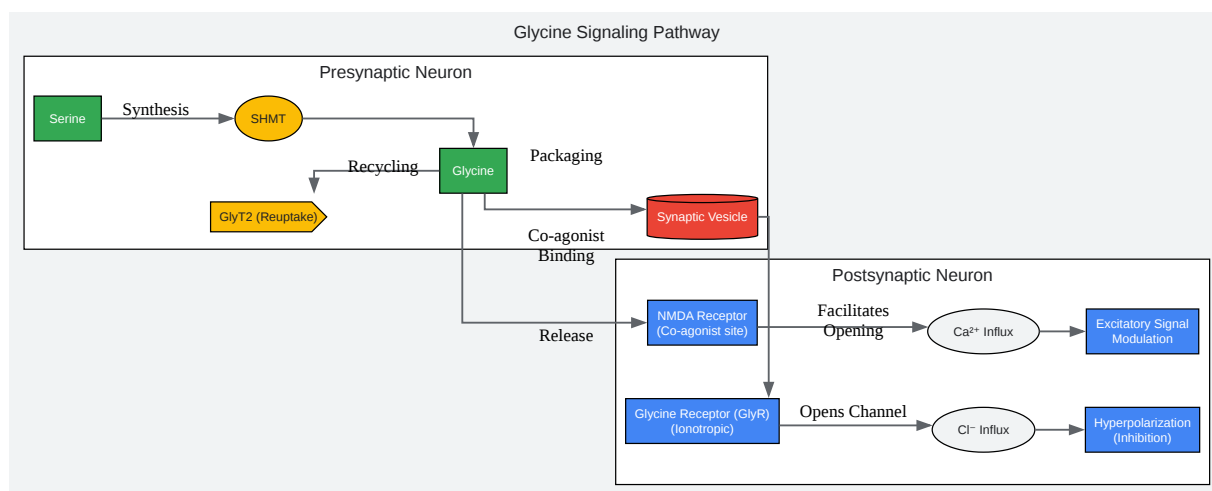 Glycine Signaling Pathway
Presynaptic Neuron
Serine
Synthesis
SHMT
Recycling
Glycine
Packaging
GlyT2 (Reuptake)
Synaptic Vesicle
Co-agonist
Binding
Release
Postsynaptic Neuron
NMDA Receptor
(Co-agonist site)
Facilitates
Opening
Ca²⁺ Influx
Excitatory Signal
Modulation
Glycine Receptor (GlyR)
(Ionotropic)
Opens Channel
Cl⁻ Influx
Hyperpolarization
(Inhibition)